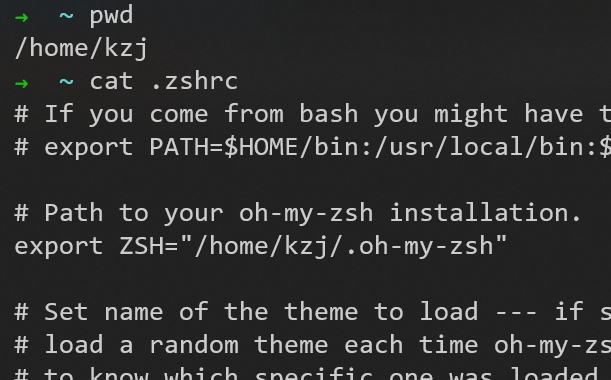 → ~ pwd
/home/kzj
→ ~ cat .zshrc
# If you come from bash you might have t
# export PATH=$HOME/bin:/usr/local/bin:$
# Path to your oh-my-zsh installation.
export ZSH="/home/kzj/.oh-my-zsh"
# Set name of the theme to load --- if s
# load a random theme each time oh-my-zs
# to know which specific one was loaded